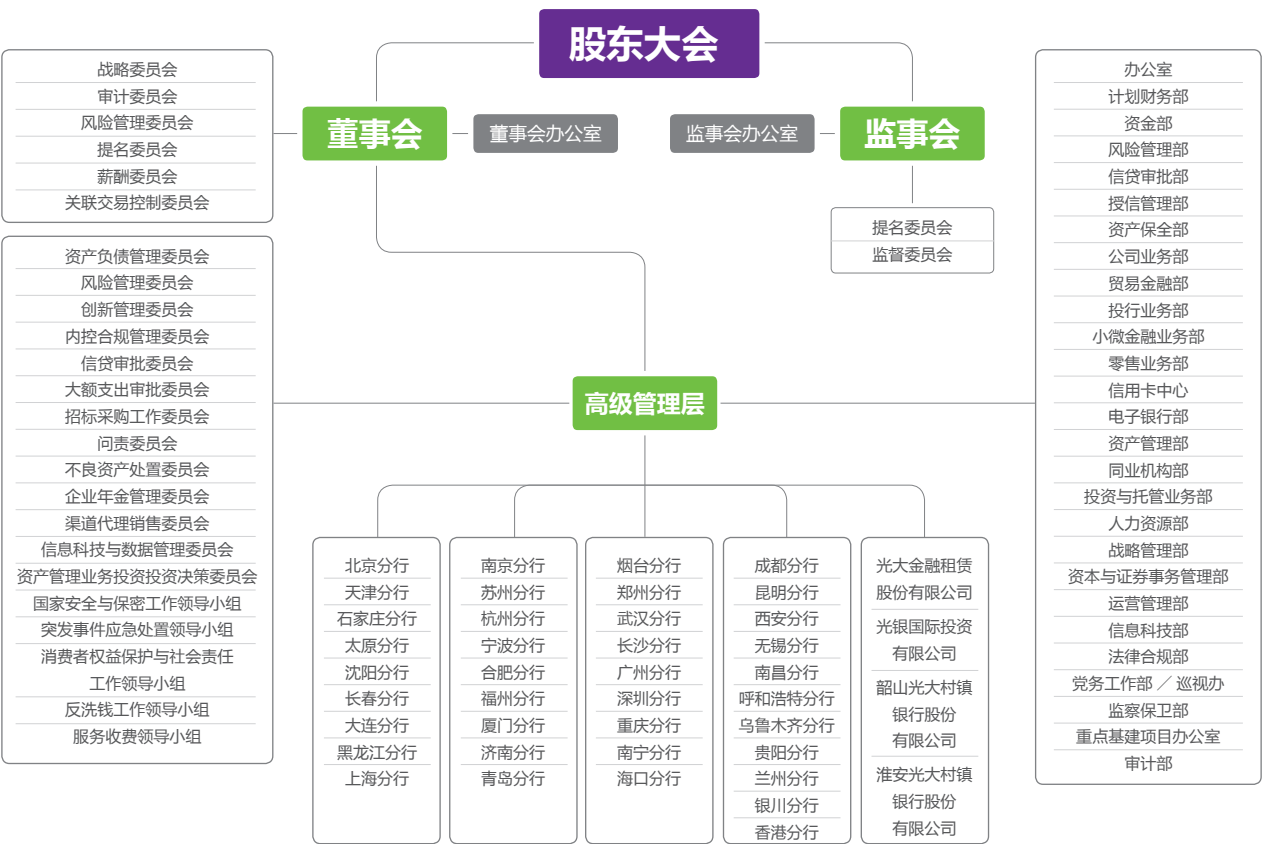 股东大会
董事会
董事会办公室
监事会办公室
监事会
战略委员会
审计委员会
风险管理委员会
提名委员会
薪酬委员会
关联交易控制委员会
提名委员会
监督委员会
资产负债管理委员会
风险管理委员会
创新管理委员会
内控合规管理委员会
信贷审批委员会
大额支出审批委员会
招标采购工作委员会
问责委员会
不良资产处置委员会
企业年金管理委员会
渠道代理销售委员会
信息科技与数据管理委员会
资产管理业务投资投资决策委员会
国家安全与保密工作领导小组
突发事件应急处置领导小组
消费者权益保护与社会责任
工作领导小组
反洗钱工作领导小组
服务收费领导小组
高级管理层
办公室
计划财务部
资金部
风险管理部
信贷审批部
授信管理部
资产保全部
公司业务部
贸易金融部
投行业务部
小微金融业务部
零售业务部
信用卡中心
电子银行部
资产管理部
同业机构部
投资与托管业务部
人力资源部
战略管理部
资本与证券事务管理部
运营管理部
信息科技部
法律合规部
党务工作部 ／ 巡视办
监察保卫部
重点基建项目办公室
审计部
北京分行
天津分行
石家庄分行
太原分行
沈阳分行
长春分行
大连分行
黑龙江分行
上海分行
南京分行
苏州分行
杭州分行
宁波分行
合肥分行
福州分行
厦门分行
济南分行
青岛分行
烟台分行
郑州分行
武汉分行
长沙分行
广州分行
深圳分行
重庆分行
南宁分行
海口分行
成都分行
昆明分行
西安分行
无锡分行
南昌分行
呼和浩特分行
乌鲁木齐分行
贵阳分行
兰州分行
银川分行
香港分行
光大金融租赁
股份有限公司
光银国际投资
有限公司
韶山光大村镇
银行股份
有限公司
淮安光大村镇
银行股份
有限公司